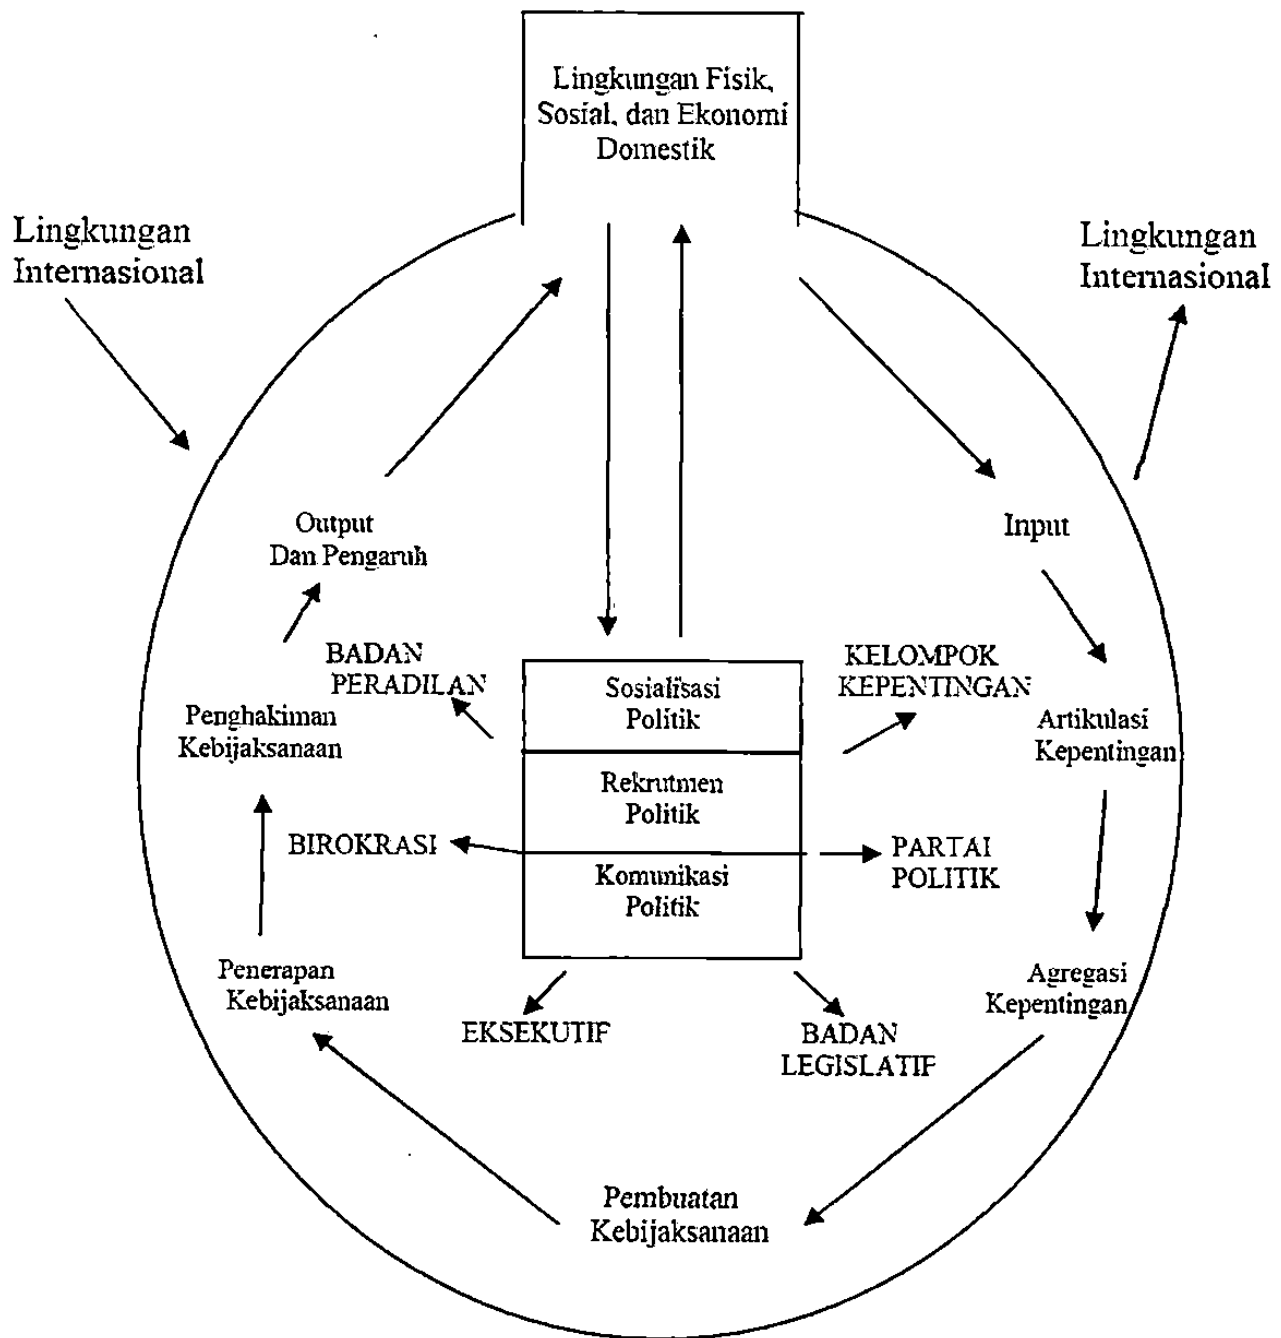 Lingkungan Fisik,
Sosial, dan Ekonomi
Domestik
Lingkungan
Internasional
Lingkungan
Internasional
Output
Dan Pengaruh
Input
BADAN
PERADILAN
KELOMPOK
KEPENTINGAN
Sosialisasi
Politik
Penghakiman
Kebijaksanaan
Artikulasi
Kepentingan
Rekrutmen
Politik
BIROKRASI
PARTAI
POLITIK
Komunikasi
Politik
Penerapan
Kebijaksanaan
Agregasi
Kepentingan
EKSEKUTIF
BADAN
LEGISLATIF
Pembuatan
Kebijaksanaan